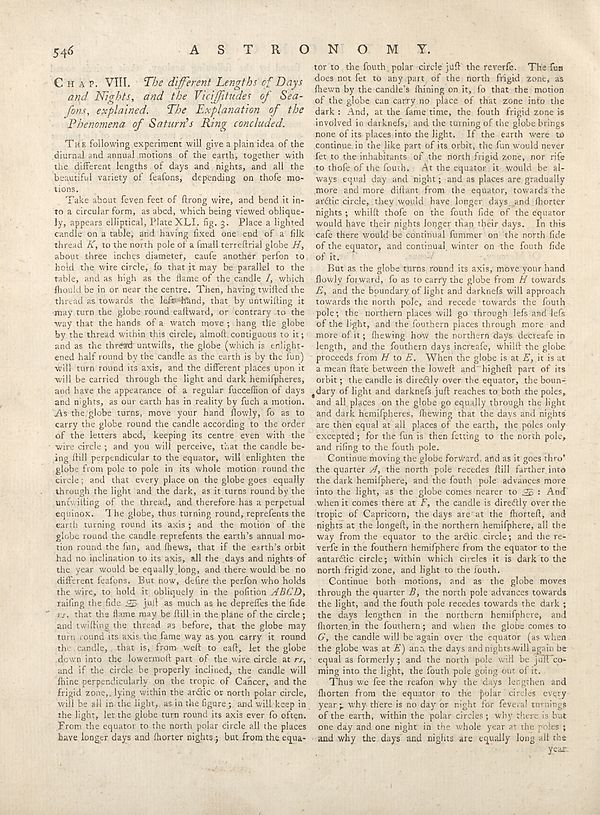 546
A S T R O N O M Y.
CHAP. VIII. The different Lengths of Days
and Nights, and the Viciſſitudes of Sea-
ſons, explained. The Explanation of the
Phenomena of Saturn's Ring concluded.
THE following experiment will give a plain idea of the
diurnal and annual motions of the earth, together with
the different lengths of days and nights, and all the
beautiful variety of ſeaſons, depending on thoſe mo-
tions.
Take about ſeven feet of ſtrong wire, and bend it in-
to a circular form, as abcd, which being viewed oblique-
ly, appears elliptical, Plate XLI. fig. 3. Place a lighted
candle on a table, and having fixed one end of a ſilk
thread K, to the north pole of a ſmall terreſtrial globe H,
about three inches diameter, cauſe another perſon to
hold the wire circle, ſo that it may be parallel to the
table, and as high as the flame of the candle I, which
ſhould be in or near the centre. Then, having twiſted the
thread as towards the left-hand, that by untwiſting it
may turn the globe round eaſtward, or contrary to the
way that the hands of a watch move; hang the globe
by the thread within this circle, almoſt contiguous to it;
and as the thread untwiſts, the globe (which is enlight-
ened half round by the candle as the earth is by the ſun)
will turn round its axis, and the different places upon it
will be carried through the light and dark hemiſpheres,
and have the appearance of a regular ſucceſſion of days
and nights, as our earth has in reality by ſuch a motion.
As the globe turns, move your hand ſlowly, ſo as to
carry the globe round the candle according to the order
of the letters abcd, keeping its centre even with the
wire circle; and you will perceive, that the candle be-
ing ſtill perpendicular to the equator, will enlighten the
globe from pole to pole in its whole motion round the
circle; and that every place on the globe goes equally
through the light and the dark, as it turns round by the
untwiſting of the thread, and therefore has a perpetual
equinox. The globe, thus turning round, repreſents the
earth turning round its axis; and the motion of the
globe round the candle repreſents the earth's annual mo-
tion round the ſun, and ſhews, that if the earth's orbit
had no inclination to its axis, all the days and nights of
the year would be equally long, and there would be no
different ſeaſons. But now, deſire the perſon who holds
the wire, to hold it obliquely in the poſition ABCD,
raiſing the ſide ♋ juſt as much as he depreſſes the ſide
♑, that the flame may be ſtill in the plane of the circle;
and twiſting the thread as before, that the globe may
turn round its axis the ſame way as you carry it round
the candle, that is, from weſt to eaſt, let the globe
down into the lowermoſt part of the wire circle at ♑,
and if the circle be properly inclined, the candle will
ſhine perpendicularly on the tropic of Cancer, and the
frigid zone, lying within the arctic or north polar circle,
will be all in the light, as in the figure; and will keep in
the light, let the globe turn round its axis ever ſo often.
From the equator to the north polar circle all the places
have longer days and ſhorter nights; but from the equa-
tor to the ſouth polar circle juſt the reverſe. The ſun
does not ſet to any part of the north frigid zone, as
ſhewn by the candle's ſhining on it, ſo that the motion
of the globe can carry no place of that zone into the
dark: And, at the ſame time, the ſouth frigid zone is
involved in darkneſs, and the turning of the globe brings
none of its places into the light. If the earth were to
continue in the like part of its orbit, the ſun would never
ſet to the inhabitants of the north frigid zone, nor riſe
to thoſe of the ſouth. At the equator it would be al-
ways equal day and night; and as places are gradually
more and more diſtant from the equator, towards the
arctic circle, they would have longer days and ſhorter
nights; whilſt thoſe on the ſouth ſide of the equator
would have their nights longer than their days. In this
caſe there would be continual ſummer on the north ſide
of the equator, and continual winter on the ſouth ſide
of it.
But as the globe turns round its axis, move your hand
ſlowly forward, ſo as to carry the globe from H towards
E, and the boundary of light and darkneſs will approach
towards the north pole, and recede towards the ſouth
pole; the northern places will go through leſs and leſs
of the light, and the ſouthern places through more and
more of it; ſhewing how the northern days decreaſe in
length, and the ſouthern days increaſe, whilſt the globe
proceeds from H to E. When the globe is at E, it is at
a mean ſtate between the loweſt and higheſt part of its
orbit; the candle is directly over the equator, the boun-
dary of light and darkneſs juſt reaches to both the poles,
and all places on the globe go equally through the light
and dark hemiſpheres, ſhewing that the days and nights
are then equal at all places of the earth, the poles only
excepted; for the ſun is then ſetting to the north pole,
and riſing to the ſouth pole.
Continue moving the globe forward, and as it goes thro'
the quarter A, the north pole recedes ſtill farther into
the dark hemiſphere, and the ſouth pole advances more
into the light, as the globe comes nearer to ♋: And
when it comes there at F, the candle is directly over the
tropic of Capricorn, the days are at the ſhorteſt, and
nights at the longeſt, in the northern hemiſphere, all the
way from the equator to the arctic circle; and the re-
verſe in the ſouthern hemiſphere from the equator to the
antarctic circle; within which circles it is dark to the
north frigid zone, and light to the ſouth.
Continue both motions, and as the globe moves
through the quarter B, the north pole advances towards
the light, and the ſouth pole recedes towards the dark;
the days lengthen in the northern hemiſphere, and
ſhorten in the ſouthern; and when the globe comes to
G, the candle will be again over the equator (as when
the globe was at E) and the days and nights will again be
equal as formerly; and the north pole will be juſt co-
ming into the light, the ſouth pole going out of it.
Thus we ſee the reaſon why the days lengthen and
ſhorten from the equator to the polar circles every
year; why there is no day or night for ſeveral turnings
of the earth, within the polar circles; why there is but
one day and one night in the whole year at the poles;
and why the days and nights are equally long all the
year